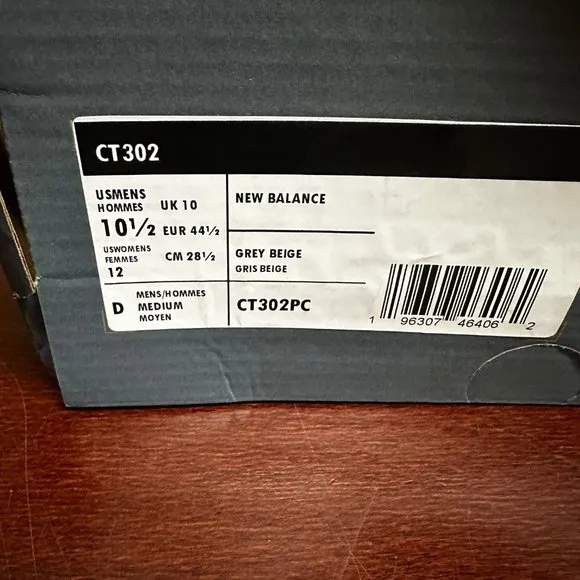 CT302
USMENS
HOMMES UK 10
10½ EUR 44½
USWOMENS
FEMMES CM 28½
12
D MENS/HOMMES
MEDIUM
MOYEN
NEW BALANCE
GREY BEIGE
GRIS BEIGE
CT302PC
1 96307 46406 2